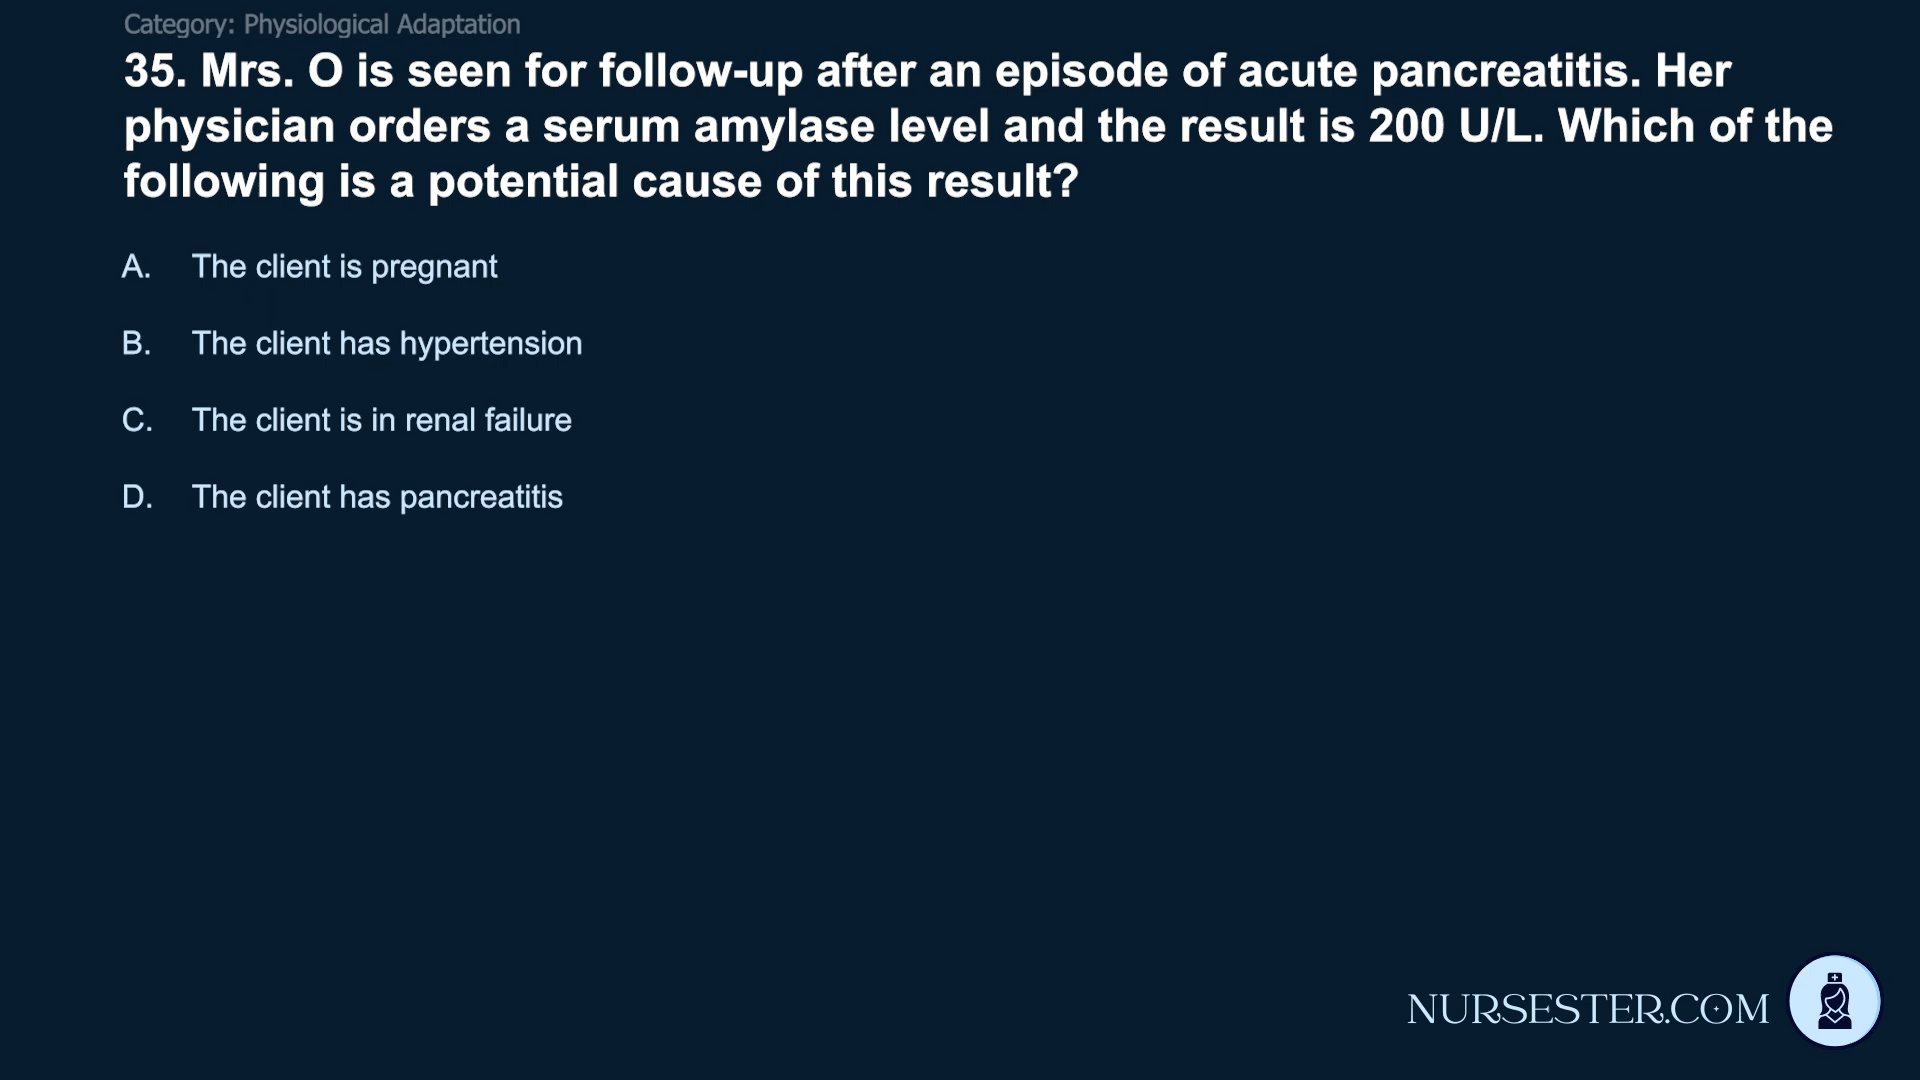 Category: Physiological Adaptation
35. Mrs. O is seen for follow-up after an episode of acute pancreatitis. Her
physician orders a serum amylase level and the result is 200 U/L. Which of the
following is a potential cause of this result?
A. The client is pregnant
B. The client has hypertension
C. The client is in renal failure
D. The client has pancreatitis
NURSESTER.COM